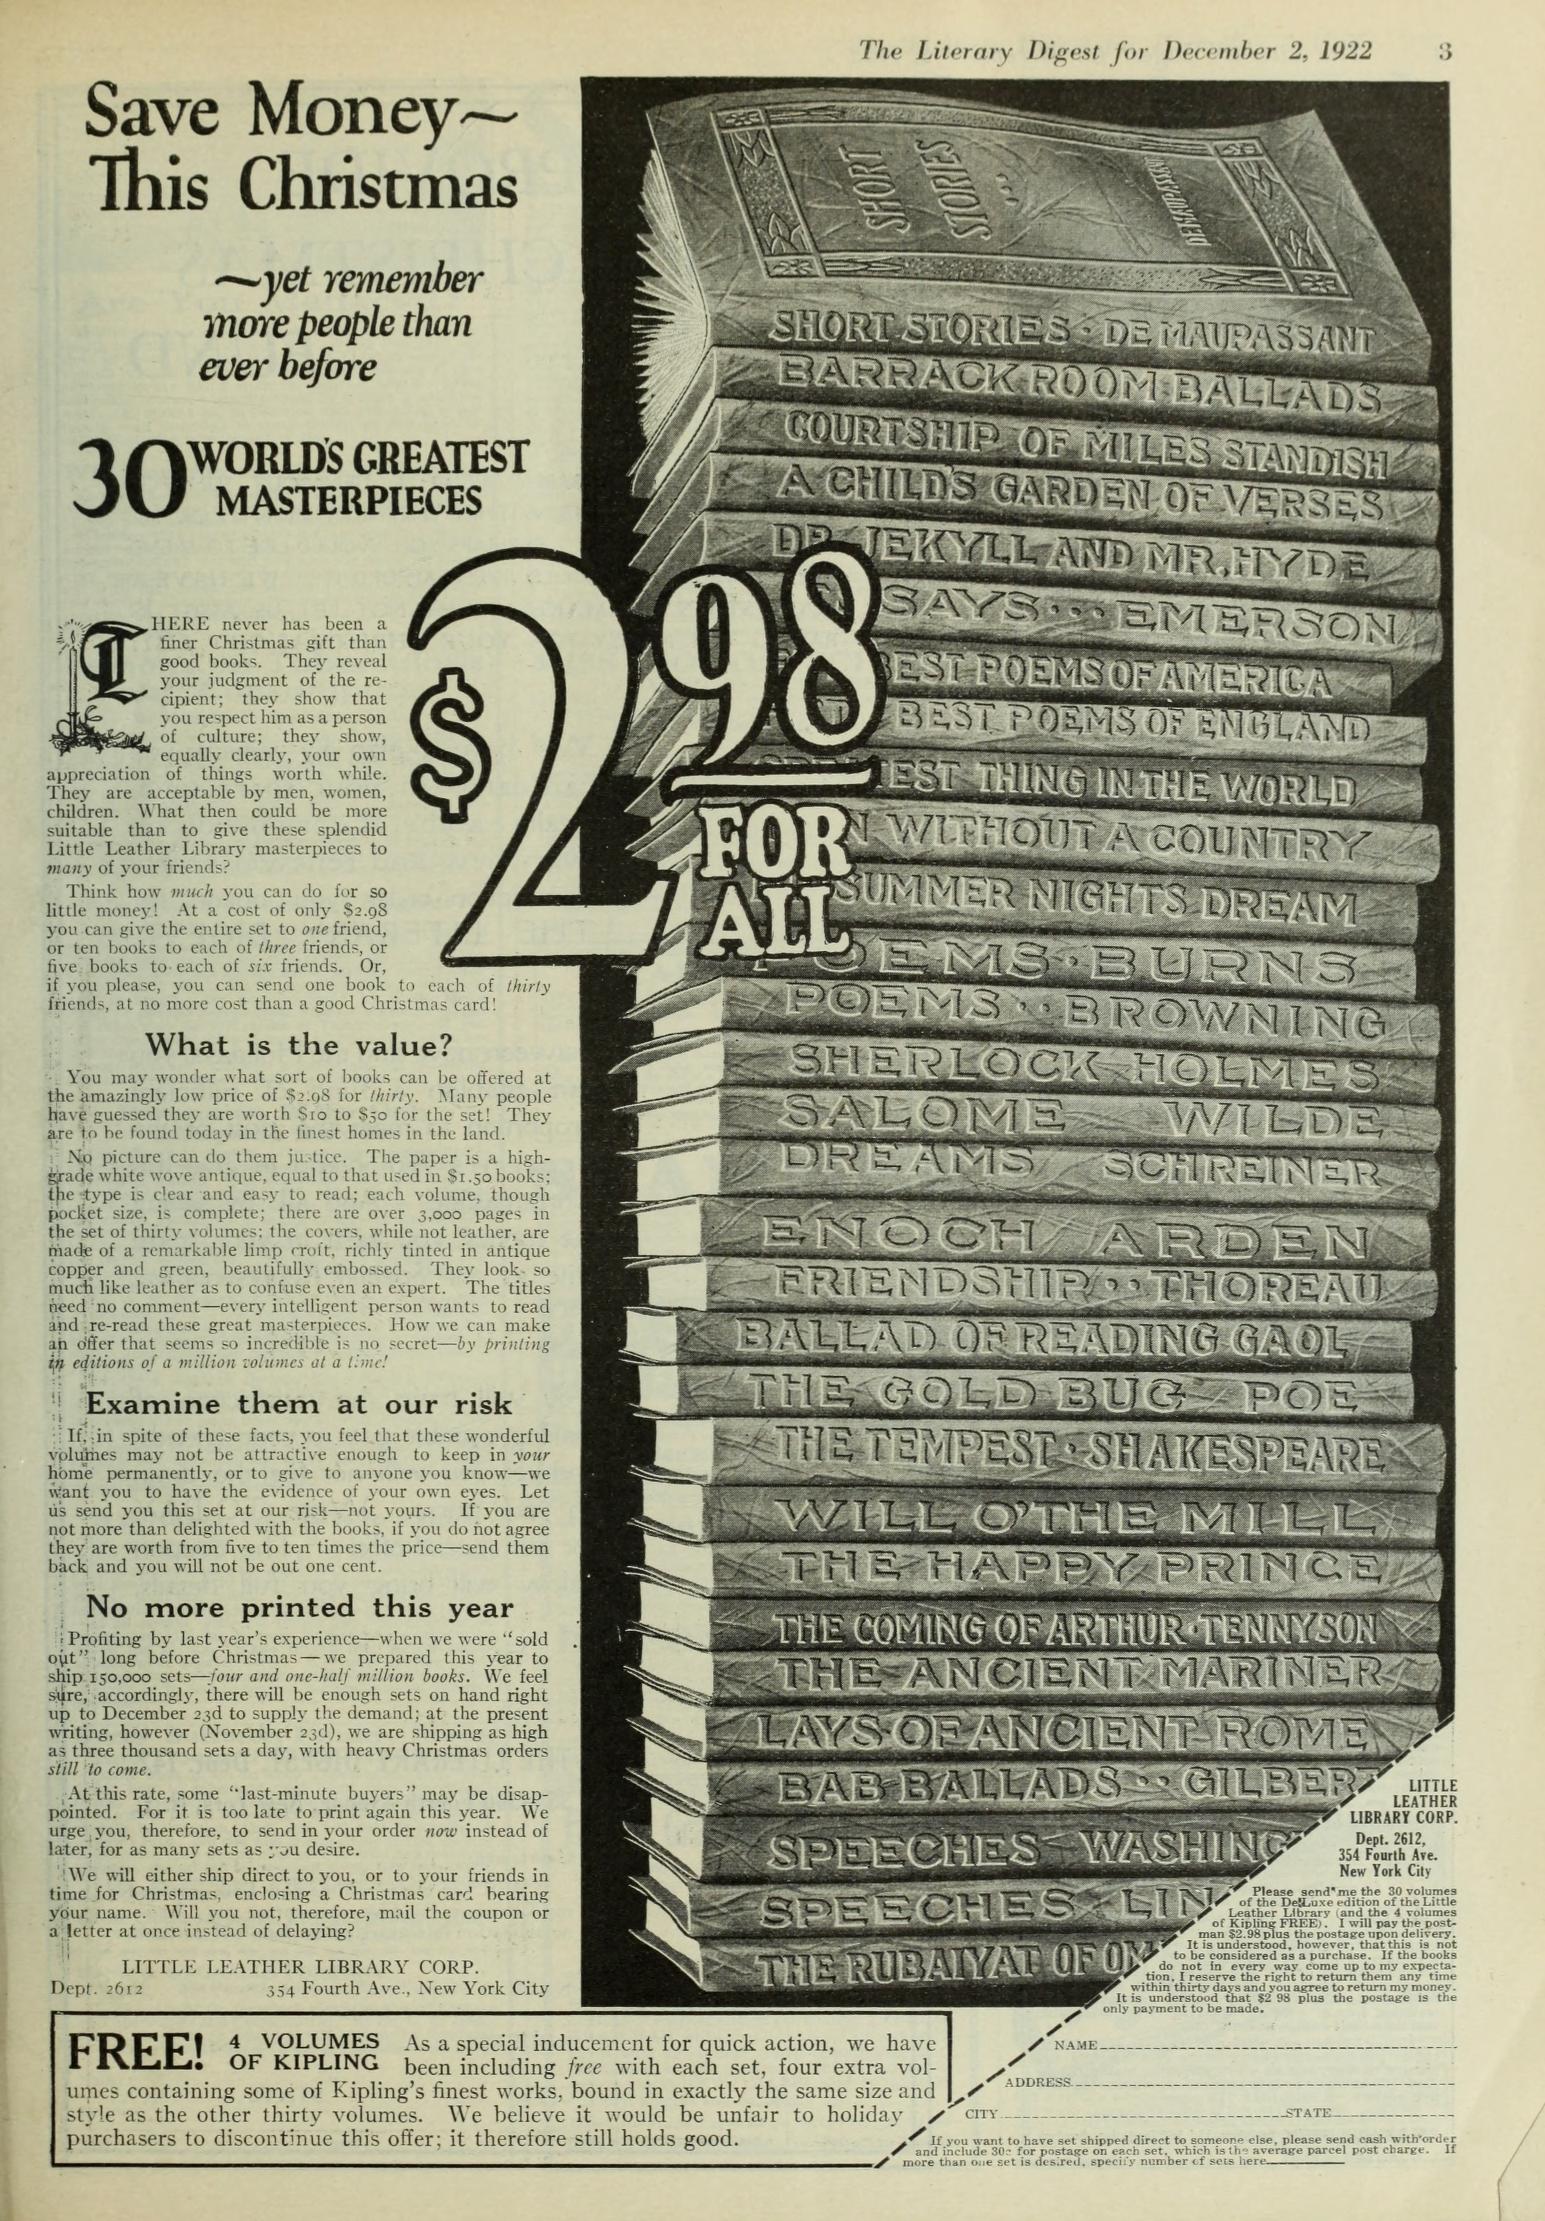 The Literary Digest for December 2, 1922 3
Save Money~
This Christmas
~yet remember
more people than
ever before
30 WORLD'S GREATEST
MASTERPIECES
$2.98
FOR
ALL
THERE never has been a
finer Christmas gift than
good books. They reveal
your judgment of the re-
cipient; they show that
you respect him as a person
of culture; they show,
equally clearly, your own
appreciation of things worth while.
They are acceptable by men, women,
children. What then could be more
suitable than to give these splendid
Little Leather Library masterpieces to
many of your friends?
Think how much you can do for so
little money! At a cost of only $2.98
you can give the entire set to one friend,
or ten books to each of three friends, or
five books to each of six friends. Or,
if you please, you can send one book to each of thirty
friends, at no more cost than a good Christmas card!
What is the value?
You may wonder what sort of books can be offered at
the amazingly low price of $2.98 for thirty. Many people
have guessed they are worth $10 to $50 for the set! They
are to be found today in the finest homes in the land.
No picture can do them justice. The paper is a high-
grade white wove antique, equal to that used in $1.50 books;
the type is clear and easy to read; each volume, though
pocket size, is complete; there are over 3,000 pages in
the set of thirty volumes; the covers, while not leather, are
made of a remarkable limp croft, richly tinted in antique
copper and green, beautifully embossed. They look so
much like leather as to confuse even an expert. The titles
need no comment—every intelligent person wants to read
and re-read these great masterpieces. How we can make
an offer that seems so incredible is no secret—by printing
in editions of a million volumes at a time!
Examine them at our risk
If, in spite of these facts, you feel that these wonderful
volumes may not be attractive enough to keep in your
home permanently, or to give to anyone you know—we
want you to have the evidence of your own eyes. Let
us send you this set at our risk—not yours. If you are
not more than delighted with the books, if you do not agree
they are worth from five to ten times the price—send them
back and you will not be out one cent.
No more printed this year
Profiting by last year's experience—when we were "sold
out" long before Christmas—we prepared this year to
ship 150,000 sets—four and one-half million books. We feel
sure, accordingly, there will be enough sets on hand right
up to December 23d to supply the demand; at the present
writing, however (November 23d), we are shipping as high
as three thousand sets a day, with heavy Christmas orders
still to come.
At this rate, some "last-minute buyers" may be disap-
pointed. For it is too late to print again this year. We
urge you, therefore, to send in your order now instead of
later, for as many sets as you desire.
We will either ship direct to you, or to your friends in
time for Christmas, enclosing a Christmas card bearing
your name. Will you not, therefore, mail the coupon or
a letter at once instead of delaying?
LITTLE LEATHER LIBRARY CORP.
Dept. 2612 354 Fourth Ave., New York City
SHORT
STORIES
DE MAUPASSANT
SHORT STORIES · DE MAUPASSANT
BARRACK ROOM BALLADS
COURTSHIP OF MILES STANDISH
A CHILD'S GARDEN OF VERSES
DR. JEKYLL AND MR. HYDE
SAYS ··· EMERSON
BEST POEMS OF AMERICA
BEST POEMS OF ENGLAND
EST THING IN THE WORLD
N WITHOUT A COUNTRY
SUMMER NIGHTS DREAM
POEMS · BURNS
POEMS ·· BROWNING
SHERLOCK HOLMES
SALOME WILDE
DREAMS SCHREINER
ENOCH ARDEN
FRIENDSHIP ·· THOREAU
BALLAD OF READING GAOL
THE GOLD BUG POE
THE TEMPEST · SHAKESPEARE
WILL O'THE MILL
THE HAPPY PRINCE
THE COMING OF ARTHUR · TENNYSON
THE ANCIENT MARINER
LAYS OF ANCIENT ROME
BAB BALLADS ·· GILBERT
SPEECHES WASHING
SPEECHES LIN
THE RUBAIYAT OF OM
LITTLE
LEATHER
LIBRARY CORP.
Dept. 2612,
354 Fourth Ave.
New York City
Please send me the 30 volumes
of the DeLuxe edition of the Little
Leather Library (and the 4 volumes
of Kipling FREE). I will pay the post-
man $2.98 plus the postage upon delivery.
It is understood, however, that this is not
to be considered as a purchase. If the books
do not in every way come up to my expecta-
tion, I reserve the right to return them any time
within thirty days and you agree to return my money.
It is understood that $2 98 plus the postage is the
only payment to be made.
NAME
ADDRESS
CITY STATE
If you want to have set shipped direct to someone else, please send cash with order
and include 30c for postage on each set, which is the average parcel post charge. If
more than one set is desired, specify number of sets here
FREE! 4 VOLUMES
OF KIPLING
As a special inducement for quick action, we have
been including free with each set, four extra vol-
umes containing some of Kipling's finest works, bound in exactly the same size and
style as the other thirty volumes. We believe it would be unfair to holiday
purchasers to discontinue this offer; it therefore still holds good.